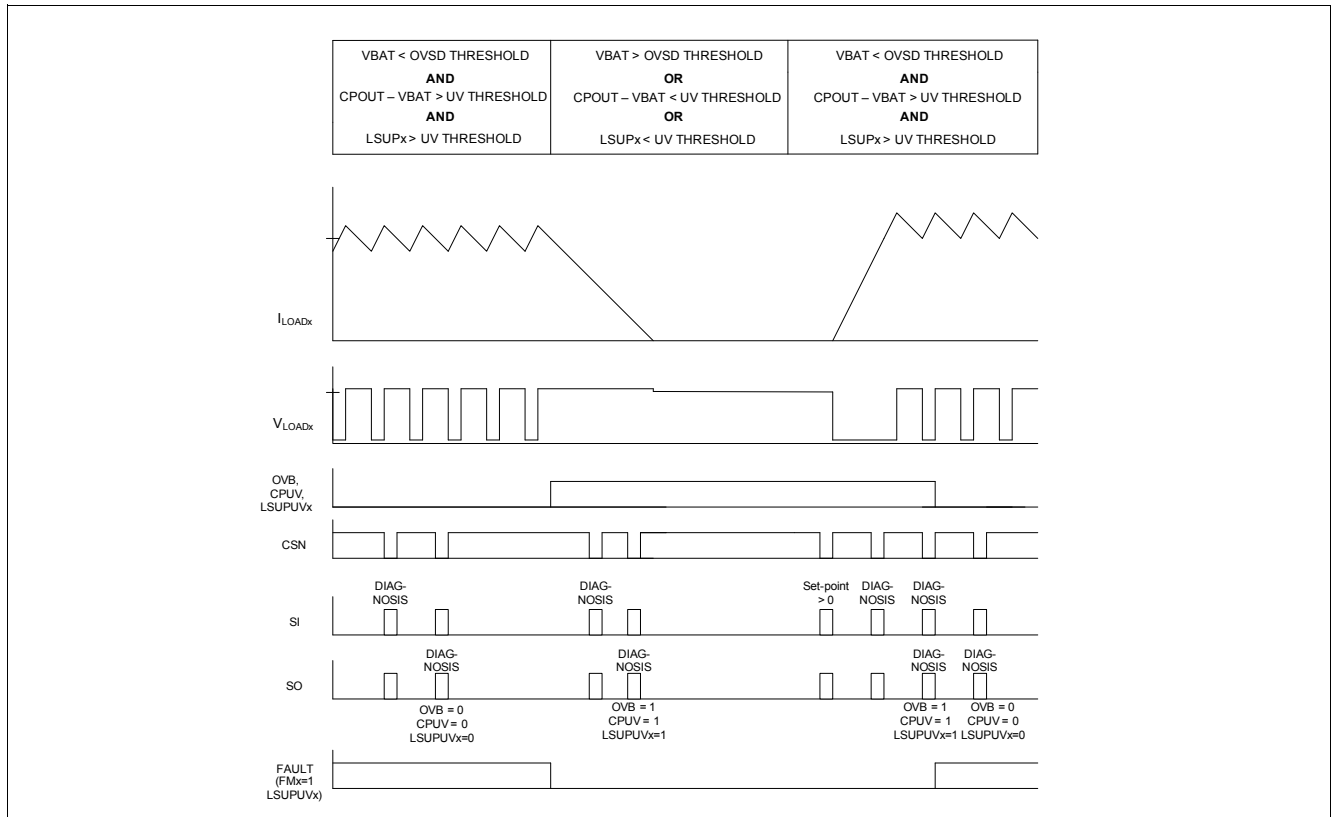 VBAT < OVSD THRESHOLD
AND
CPOUT – VBAT > UV THRESHOLD
AND
LSUPx > UV THRESHOLD
VBAT > OVSD THRESHOLD
OR
CPOUT – VBAT < UV THRESHOLD
OR
LSUPx < UV THRESHOLD
VBAT < OVSD THRESHOLD
AND
CPOUT – VBAT > UV THRESHOLD
AND
LSUPx > UV THRESHOLD
ILOADx
VLOADx
OVB,
CPUV,
LSUPUVx
CSN
DIAG-
NOSIS
DIAG-
NOSIS
Set-point
> 0
DIAG-
NOSIS
DIAG-
NOSIS
SI
DIAG-
NOSIS
DIAG-
NOSIS
DIAG-
NOSIS
DIAG-
NOSIS
SO
OVB = 0
CPUV = 0
LSUPUVx=0
OVB = 1
CPUV = 1
LSUPUVx=1
OVB = 1
CPUV = 1
LSUPUVx=1
OVB = 0
CPUV = 0
LSUPUVx=0
FAULT
(FMx=1
LSUPUVx)